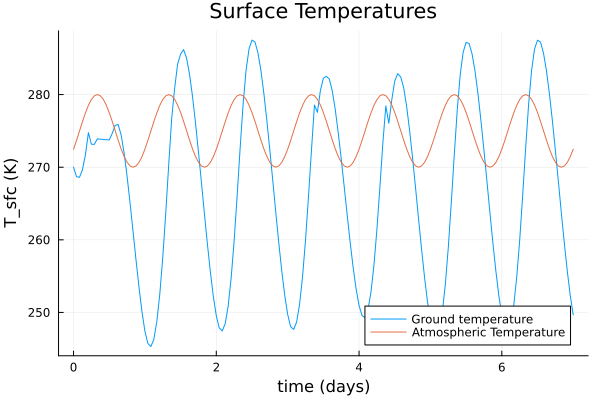 Surface Temperatures
T_sfc (K)
280
270
260
250
0
2
4
6
time (days)
Ground temperature
Atmospheric Temperature